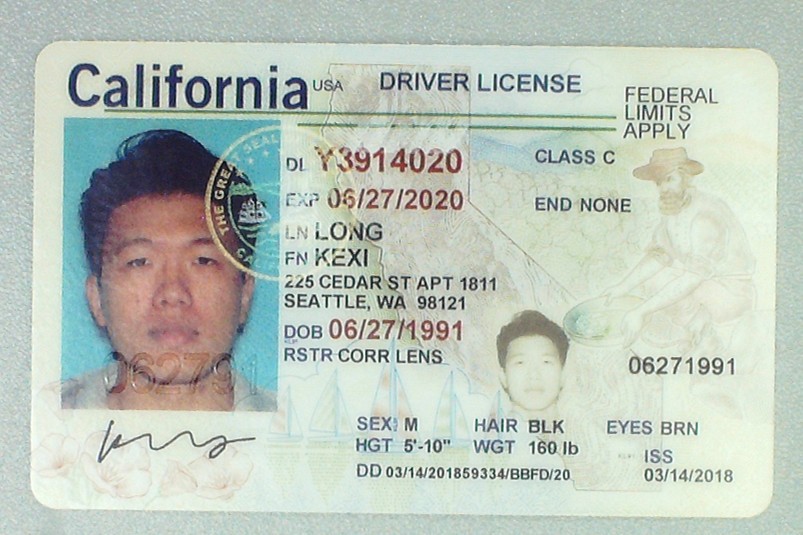 California USA DRIVER LICENSE
FEDERAL
LIMITS
APPLY
THE GREAT SEAL
DL Y3914020
CLASS C
EXP 06/27/2020
END NONE
LN LONG
FN KEXI
225 CEDAR ST APT 1811
SEATTLE, WA 98121
DOB 06/27/1991
RSTR CORR LENS
062791
06271991
SEX M HAIR BLK EYES BRN
HGT 5'-10" WGT 160 lb
ISS
DD 03/14/201859334/BBFD/20
03/14/2018